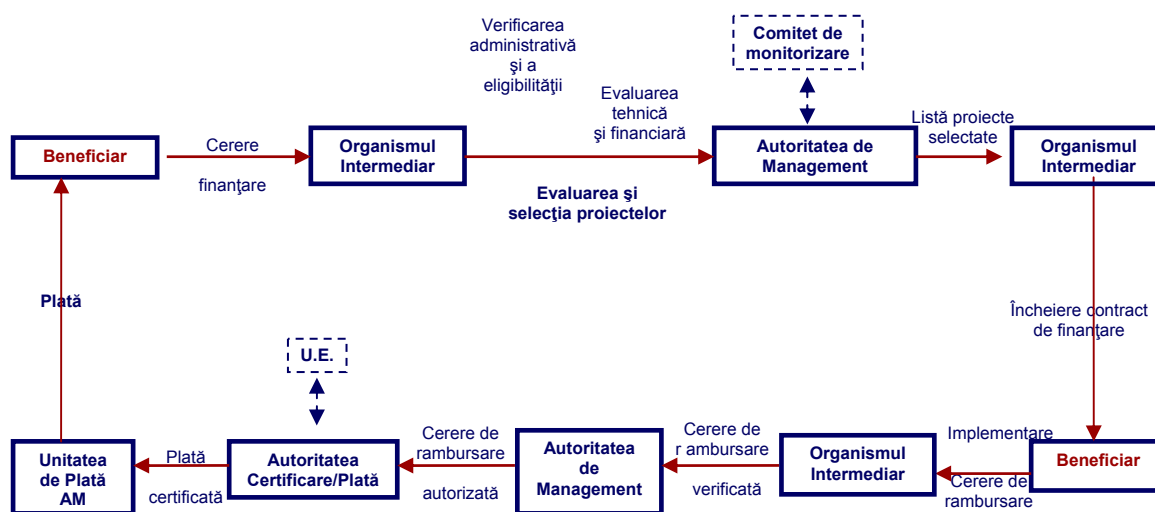 Verificarea
administrativă
şi a
eligibilităţii
Comitet de
monitorizare
Evaluarea
tehnică
şi financiară
Listă proiecte
selectate
Beneficiar
Cerere
finanţare
Organismul
Intermediar
Evaluarea şi
selecţia proiectelor
Autoritatea de
Management
Organismul
Intermediar
Plată
Încheiere contract
de finanţare
U.E.
Unitatea
de Plată
AM
Plată
certificată
Autoritatea
Certificare/Plată
Cerere de
rambursare
autorizată
Autoritatea
de
Management
Cerere de
r ambursare
verificată
Organismul
Intermediar
Implementare
Cerere de
rambursare
Beneficiar